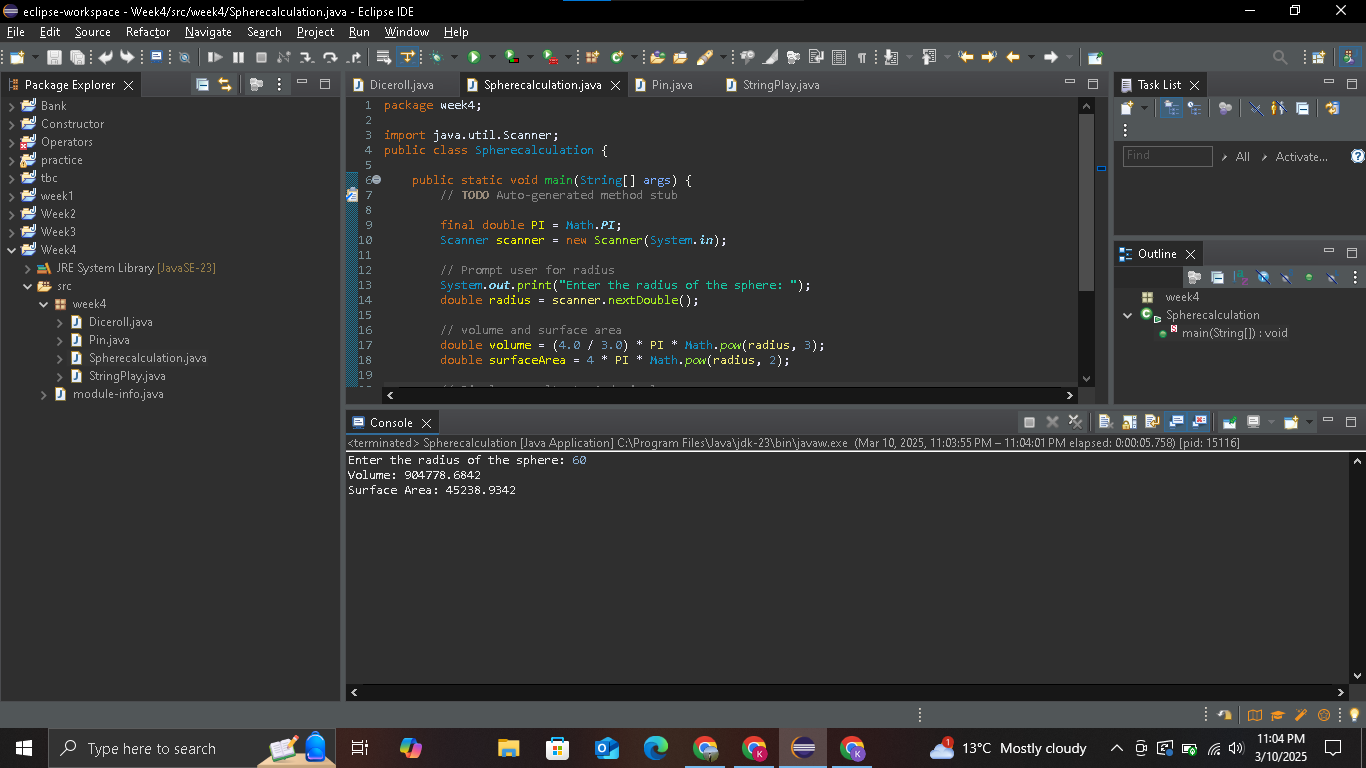 eclipse-workspace - Week4/src/week4/Spherecalculation.java - Eclipse IDE
File Edit Source Refactor Navigate Search Project Run Window Help
Package Explorer
Bank
Constructor
Operators
practice
tbc
week1
Week2
Week3
Week4
JRE System Library [JavaSE-23]
src
week4
Diceroll.java
Pin.java
Spherecalculation.java
StringPlay.java
module-info.java
Diceroll.java Spherecalculation.java Pin.java StringPlay.java
1 package week4;
2
3 import java.util.Scanner;
4 public class Spherecalculation {
5
6 public static void main(String[] args) {
7 // TODO Auto-generated method stub
8
9 final double PI = Math.PI;
10 Scanner scanner = new Scanner(System.in);
11
12 // Prompt user for radius
13 System.out.print("Enter the radius of the sphere: ");
14 double radius = scanner.nextDouble();
15
16 // volume and surface area
17 double volume = (4.0 / 3.0) * PI * Math.pow(radius, 3);
18 double surfaceArea = 4 * PI * Math.pow(radius, 2);
19
Task List
Find All Activate...
Outline
week4
Spherecalculation
main(String[]) : void
Console
<terminated> Spherecalculation [Java Application] C:\Program Files\Java\jdk-23\bin\javaw.exe (Mar 10, 2025, 11:03:55 PM – 11:04:01 PM elapsed: 0:00:05.758) [pid: 15116]
Enter the radius of the sphere: 60
Volume: 904778.6842
Surface Area: 45238.9342
Type here to search
1
13°C Mostly cloudy
11:04 PM
3/10/2025